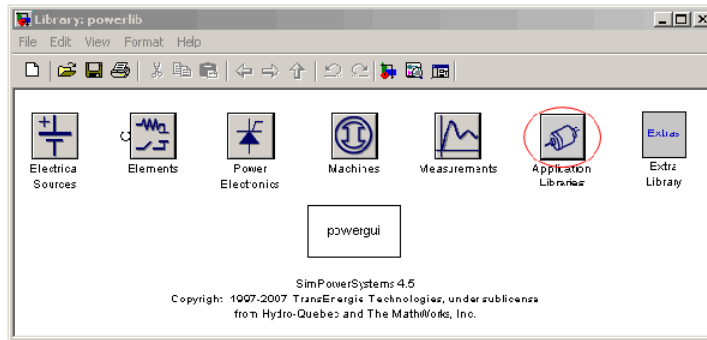 Library: powerlib
File Edit View Format Help
Electrical Sources
Elements
Power Electronics
Machines
Measurements
Application Libraries
Extras
Extra Library
powergui
SimPowerSystems 4.5
Copyright 1997-2007 TransEnergie Technologies, under sublicense
from Hydro-Quebec and The MathWorks, Inc.